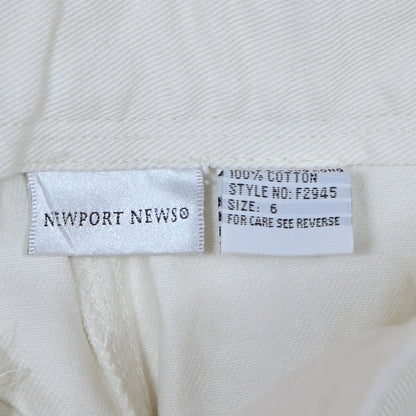 NEWPORT NEWS®
100% COTTON
STYLE NO: F2945
SIZE: 6
FOR CARE SEE REVERSE